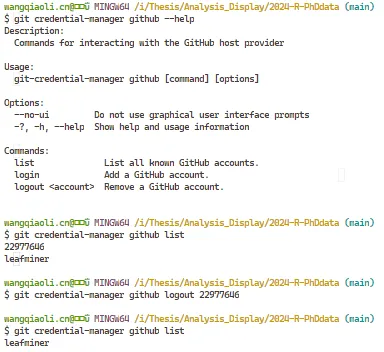 wangqiaoli.cn@ MINGW64 /i/Thesis/Analysis_Display/2024-R-PhDdata (main)
$ git credential-manager github --help
Description:
Commands for interacting with the GitHub host provider
Usage:
git-credential-manager github [command] [options]
Options:
--no-ui Do not use graphical user interface prompts
-?, -h, --help Show help and usage information
Commands:
list List all known GitHub accounts.
login Add a GitHub account.
logout <account> Remove a GitHub account.
wangqiaoli.cn@ MINGW64 /i/Thesis/Analysis_Display/2024-R-PhDdata (main)
$ git credential-manager github list
22977646
leafminer
wangqiaoli.cn@ MINGW64 /i/Thesis/Analysis_Display/2024-R-PhDdata (main)
$ git credential-manager github logout 22977646
wangqiaoli.cn@ MINGW64 /i/Thesis/Analysis_Display/2024-R-PhDdata (main)
$ git credential-manager github list
leafminer